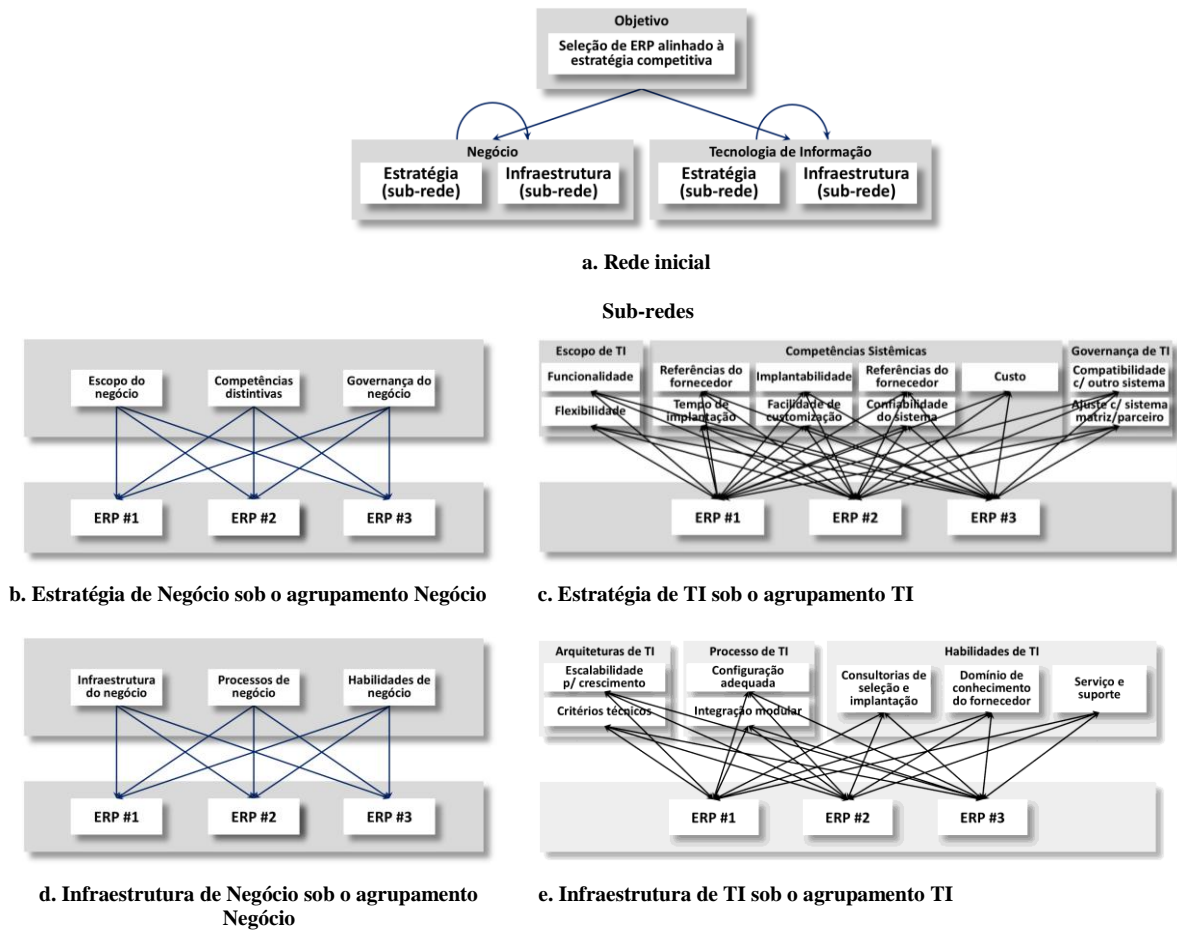 Objetivo
Seleção de ERP alinhado à
estratégia competitiva
Negócio
Estratégia
(sub-rede)
Infraestrutura
(sub-rede)
Tecnologia de Informação
Estratégia
(sub-rede)
Infraestrutura
(sub-rede)
a. Rede inicial
Sub-redes
Escopo do
negócio
Competências
distintivas
Governança do
negócio
ERP #1
ERP #2
ERP #3
b. Estratégia de Negócio sob o agrupamento Negócio
Escopo de TI
Funcionalidade
Flexibilidade
Competências Sistêmicas
Referências do
fornecedor
Implantabilidade
Referências do
fornecedor
Custo
Tempo de
implantação
Facilidade de
customização
Confiabilidade
do sistema
Governança de TI
Compatibilidade
c/ outro sistema
Ajuste c/ sistema
matriz/parceiro
ERP #1
ERP #2
ERP #3
c. Estratégia de TI sob o agrupamento TI
Infraestrutura
do negócio
Processos de
negócio
Habilidades de
negócio
ERP #1
ERP #2
ERP #3
d. Infraestrutura de Negócio sob o agrupamento
Negócio
Arquiteturas de TI
Escalabilidade
p/ crescimento
Critérios técnicos
Processo de TI
Configuração
adequada
Integração modular
Habilidades de TI
Consultorias de
seleção e
implantação
Domínio de
conhecimento
do fornecedor
Serviço e
suporte
ERP #1
ERP #2
ERP #3
e. Infraestrutura de TI sob o agrupamento TI